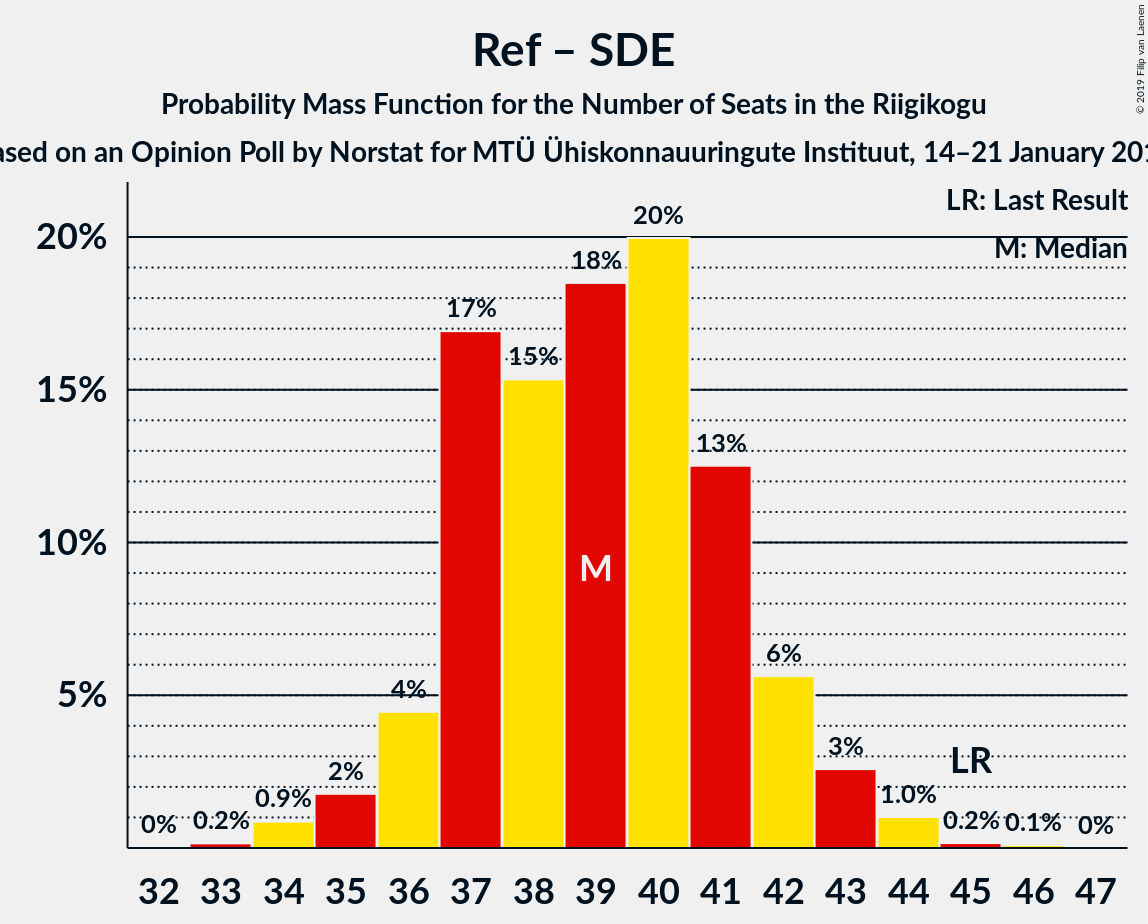 Ref – SDE
Probability Mass Function for the Number of Seats in the Riigikogu
on an Opinion Poll by Norstat for MTÜ Ühiskonnauuringute Instituut, 14–21 January
© 2019 Filip van Laenen
LR: Last Result
M: Median
20%
15%
10%
5%
0%
0.2%
0.9%
2%
4%
17%
15%
18%
20%
13%
6%
3%
1.0%
0.2%
0.1%
0%
M
LR
32 33 34 35 36 37 38 39 40 41 42 43 44 45 46 47